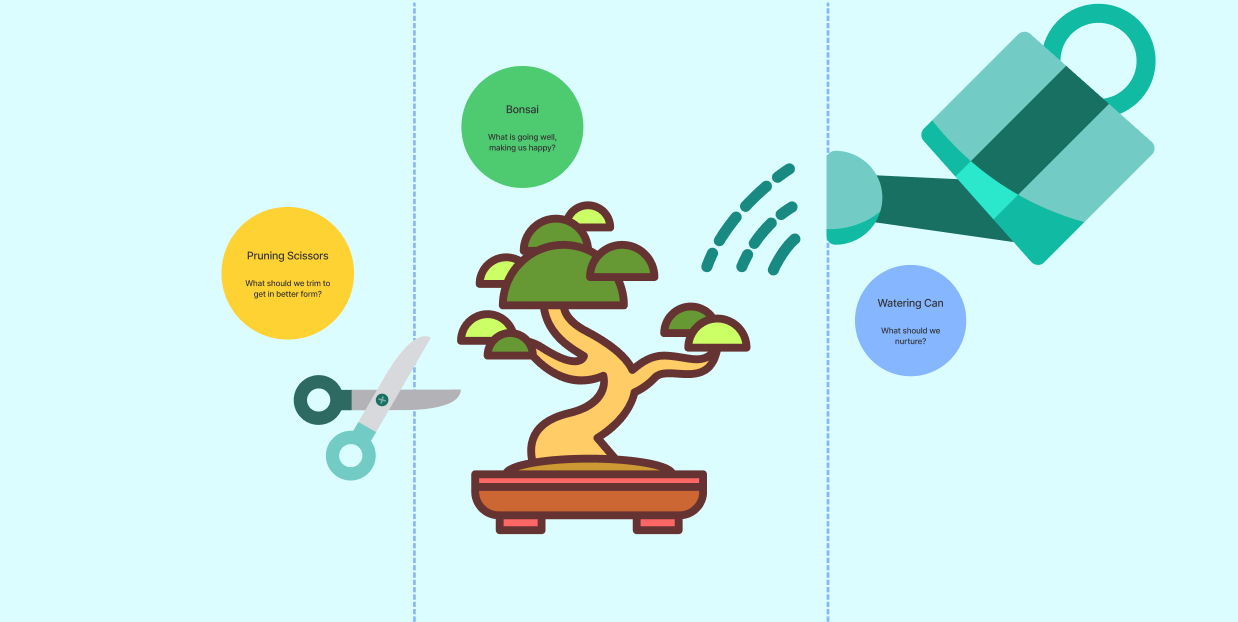 Pruning Scissors
What should we trim to
get in better form?
Bonsai
What is going well,
making us happy?
Watering Can
What should we
nurture?